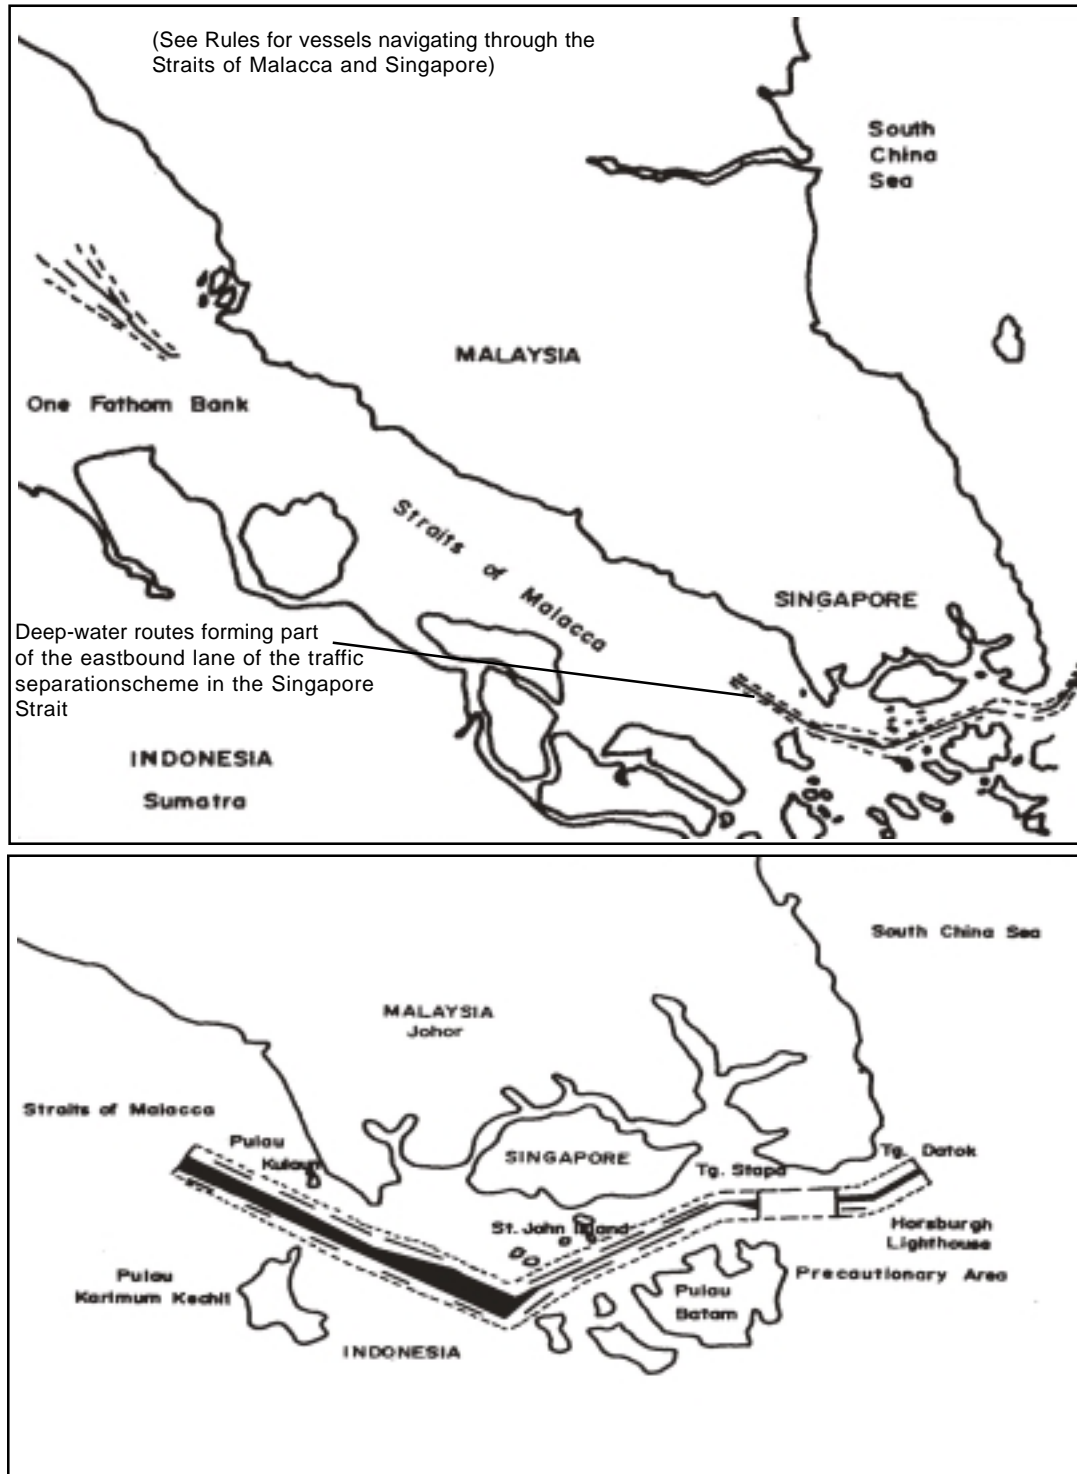 (See Rules for vessels navigating through the
Straits of Malacca and Singapore)
South
China
Sea
MALAYSIA
One Fathom Bank
Straits of Malacca
SINGAPORE
Deep-water routes forming part
of the eastbound lane of the traffic
separationscheme in the Singapore
Strait
INDONESIA
Sumatra
South China Sea
MALAYSIA
Johor
Straits of Malacca
Pulau
SINGAPORE
Tg. Stapa
Tg. Datok
St. John Island
Horsburgh
Lighthouse
Precautionary Area
Pulau
Karimum Kechil
Pulau
Batam
INDONESIA